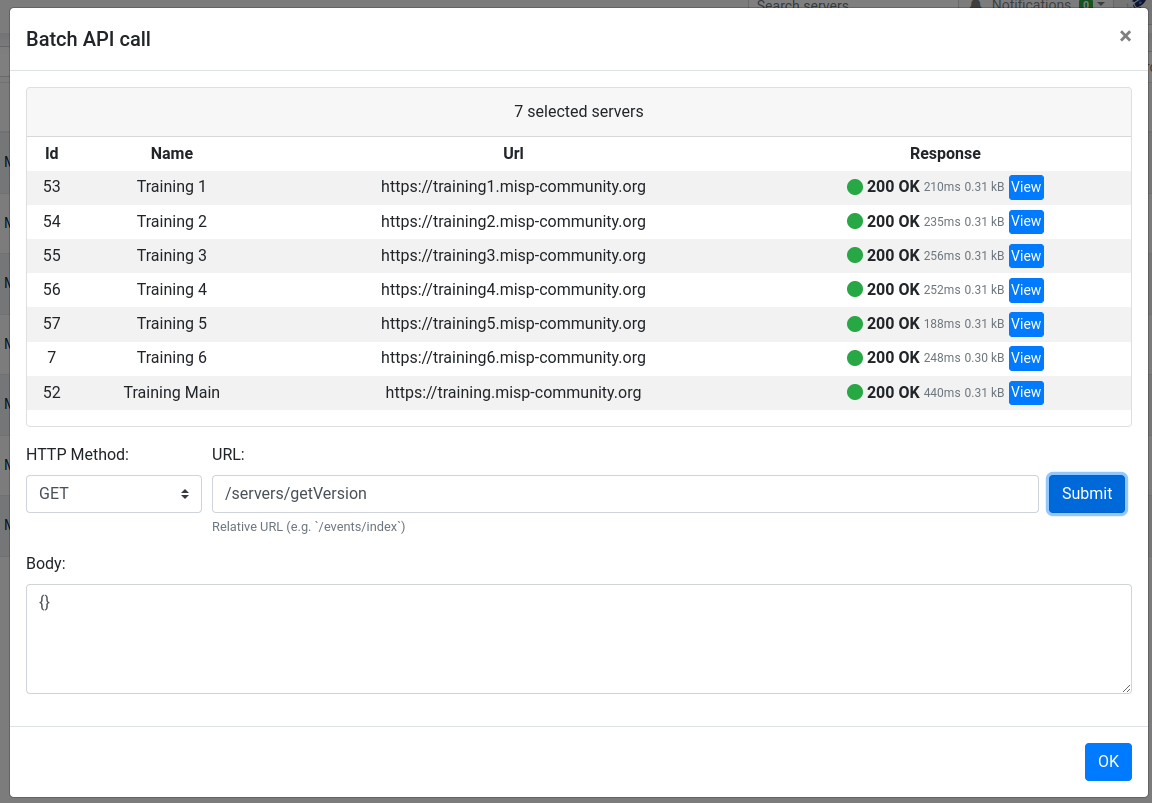 Search servers
Notifications 0
Batch API call
×
7 selected servers
Id Name Url Response
53 Training 1 https://training1.misp-community.org 200 OK 210ms 0.31 kB View
54 Training 2 https://training2.misp-community.org 200 OK 235ms 0.31 kB View
55 Training 3 https://training3.misp-community.org 200 OK 256ms 0.31 kB View
56 Training 4 https://training4.misp-community.org 200 OK 252ms 0.31 kB View
57 Training 5 https://training5.misp-community.org 200 OK 188ms 0.31 kB View
7 Training 6 https://training6.misp-community.org 200 OK 248ms 0.30 kB View
52 Training Main https://training.misp-community.org 200 OK 440ms 0.31 kB View
HTTP Method: URL:
GET /servers/getVersion Submit
Relative URL (e.g. `/events/index`)
Body:
{}
OK